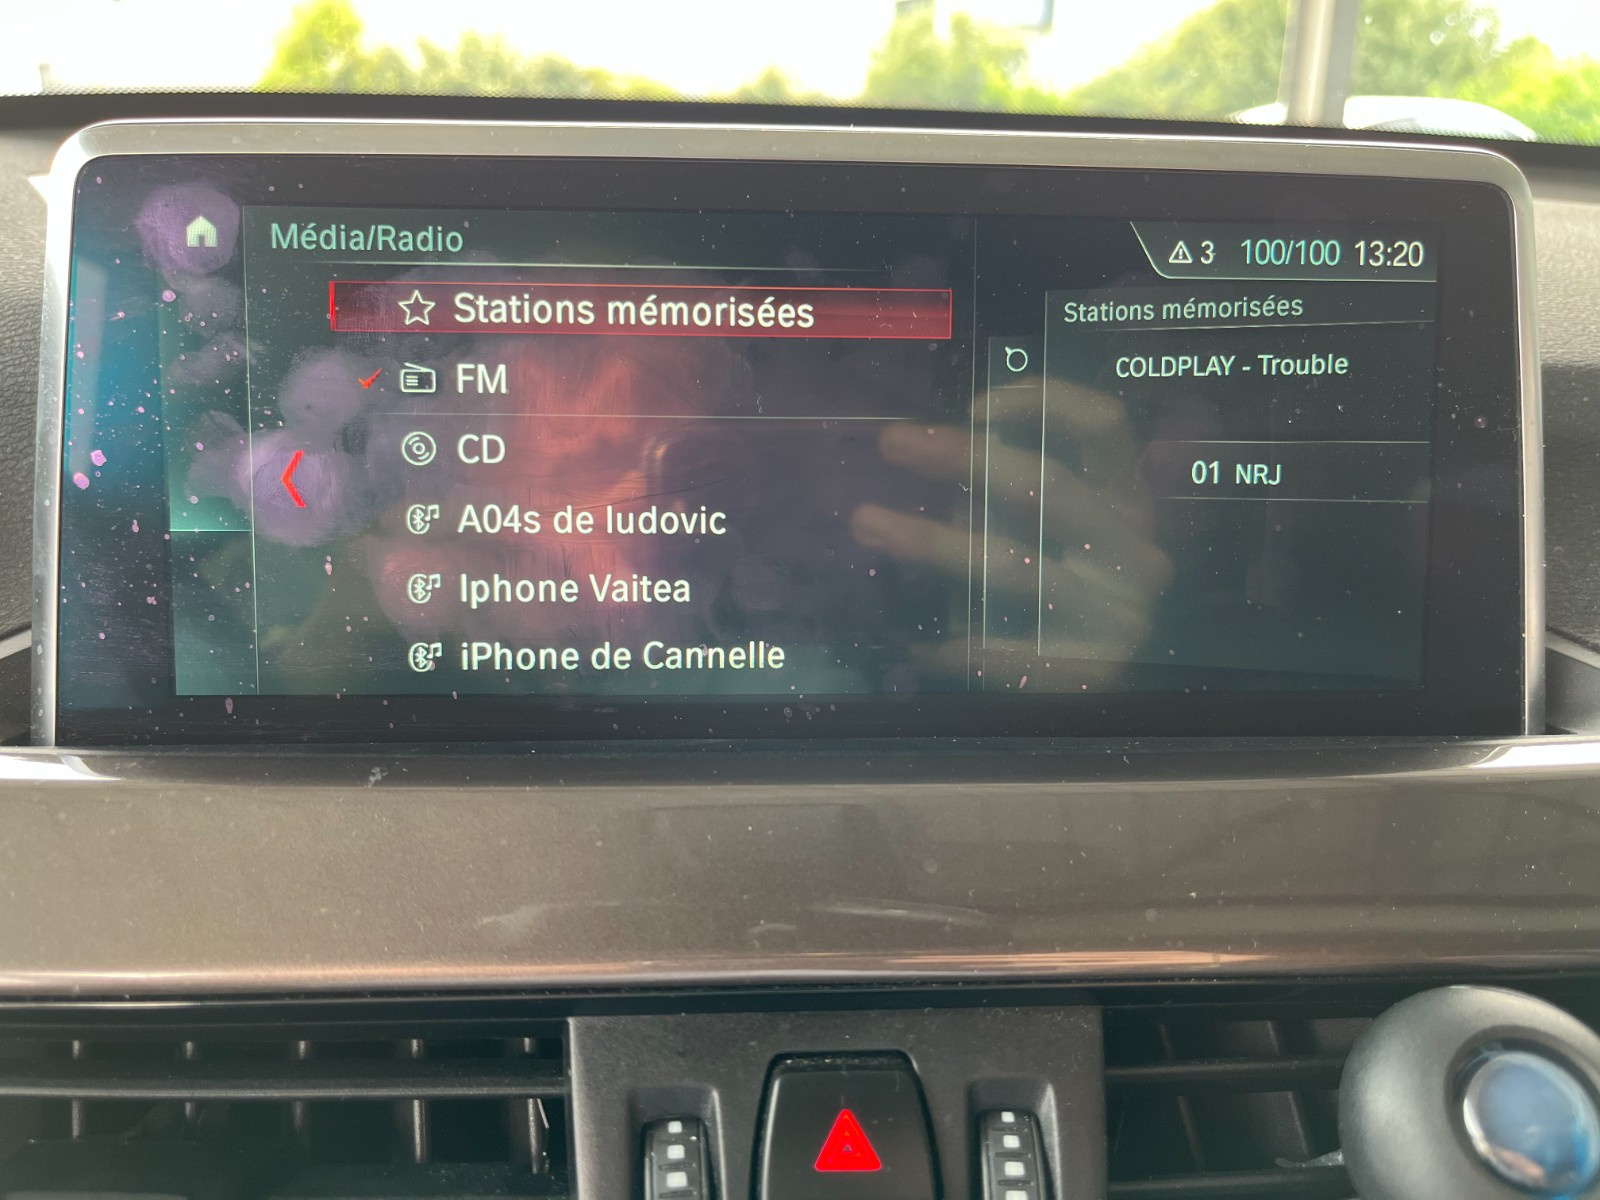 Média/Radio
3 100/100 13:20
Stations mémorisées
FM
CD
A04s de ludovic
Iphone Vaitea
iPhone de Cannelle
Stations mémorisées
COLDPLAY - Trouble
01 NRJ